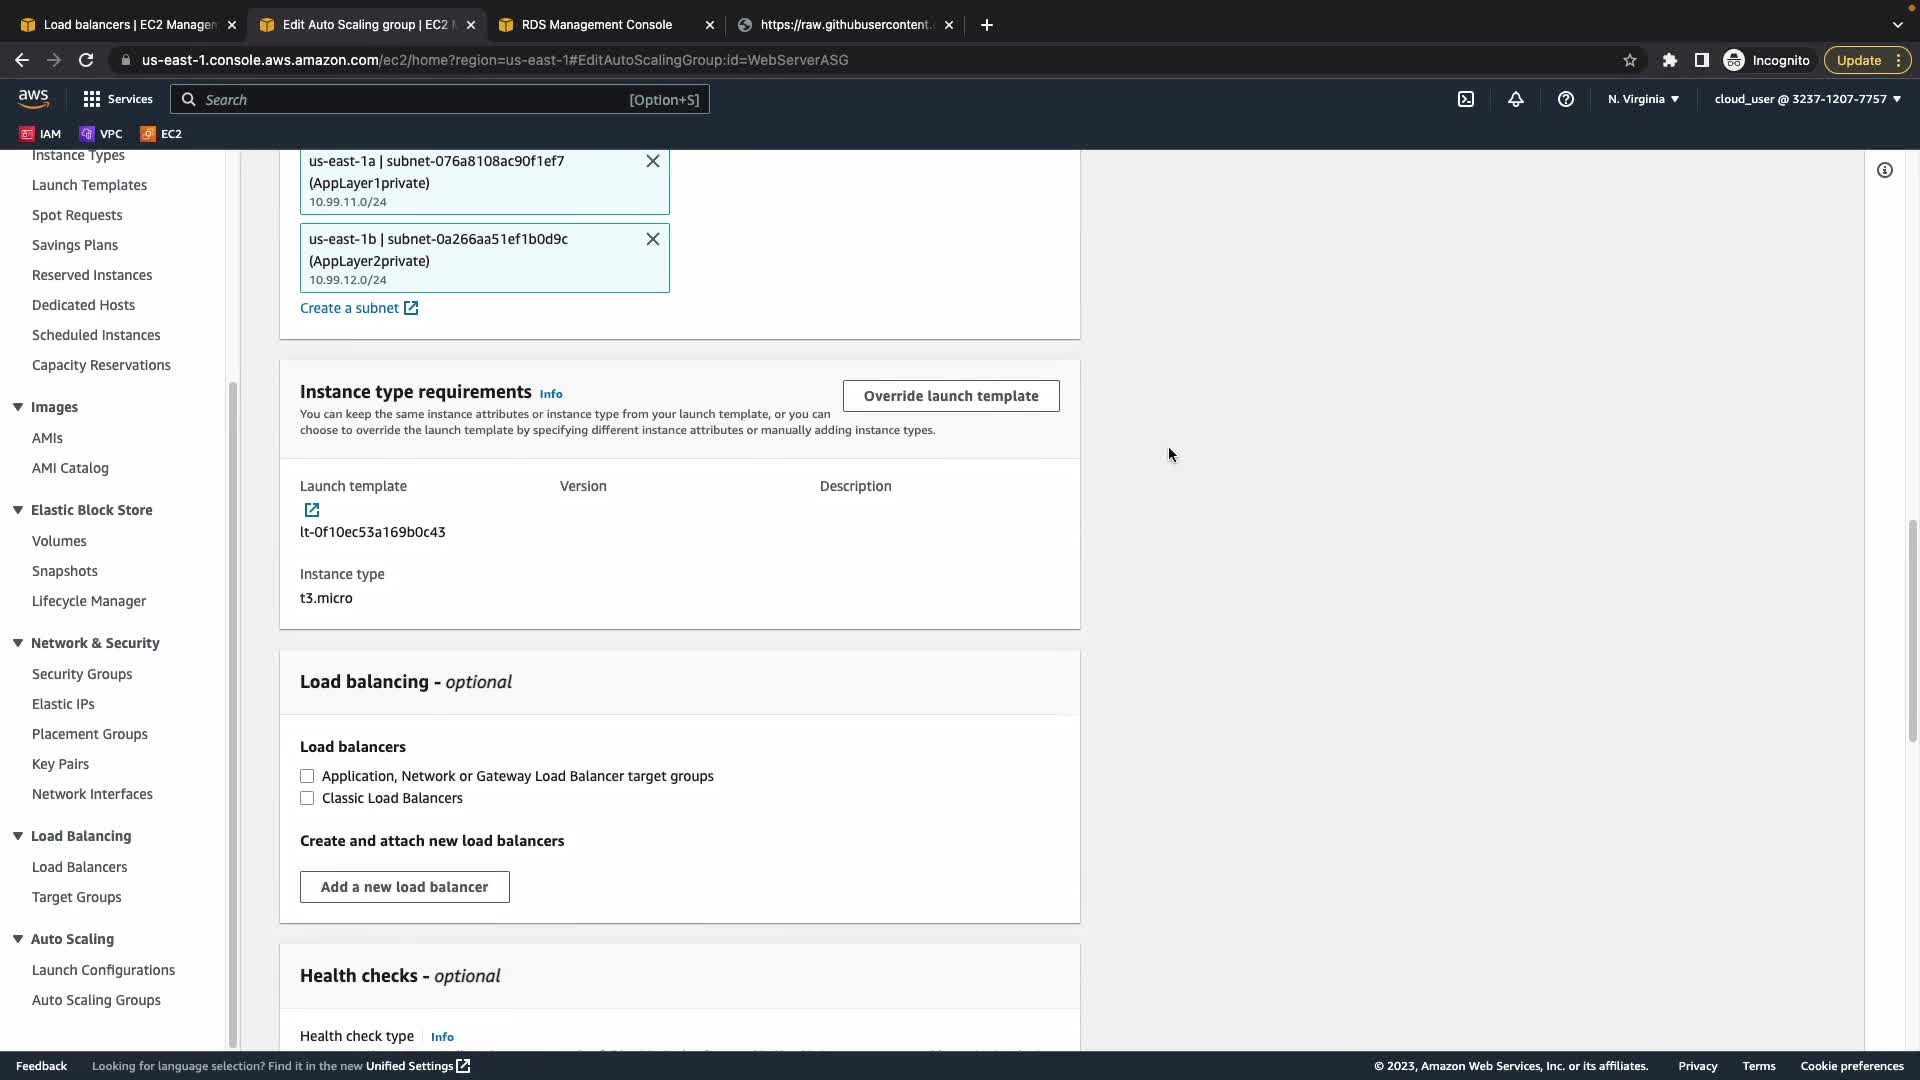 Load balancers | EC2 Managem
Edit Auto Scaling group | EC2 M
RDS Management Console
https://raw.githubusercontent.c
us-east-1.console.aws.amazon.com/ec2/home?region=us-east-1#EditAutoScalingGroup:id=WebServerASG
Incognito
Update
aws
Services
Search
[Option+S]
N. Virginia
cloud_user @ 3237-1207-7757
IAM
VPC
EC2
Instance Types
Launch Templates
Spot Requests
Savings Plans
Reserved Instances
Dedicated Hosts
Scheduled Instances
Capacity Reservations
Images
AMIs
AMI Catalog
Elastic Block Store
Volumes
Snapshots
Lifecycle Manager
Network & Security
Security Groups
Elastic IPs
Placement Groups
Key Pairs
Network Interfaces
Load Balancing
Load Balancers
Target Groups
Auto Scaling
Launch Configurations
Auto Scaling Groups
us-east-1a | subnet-076a8108ac90f1ef7
(AppLayer1private)
10.99.11.0/24
us-east-1b | subnet-0a266aa51ef1b0d9c
(AppLayer2private)
10.99.12.0/24
Create a subnet
Instance type requirements Info
Override launch template
You can keep the same instance attributes or instance type from your launch template, or you can
choose to override the launch template by specifying different instance attributes or manually adding instance types.
Launch template
Version
Description
lt-0f10ec53a169b0c43
Instance type
t3.micro
Load balancing - optional
Load balancers
Application, Network or Gateway Load Balancer target groups
Classic Load Balancers
Create and attach new load balancers
Add a new load balancer
Health checks - optional
Health check type Info
Feedback
Looking for language selection? Find it in the new Unified Settings
© 2023, Amazon Web Services, Inc. or its affiliates.
Privacy
Terms
Cookie preferences